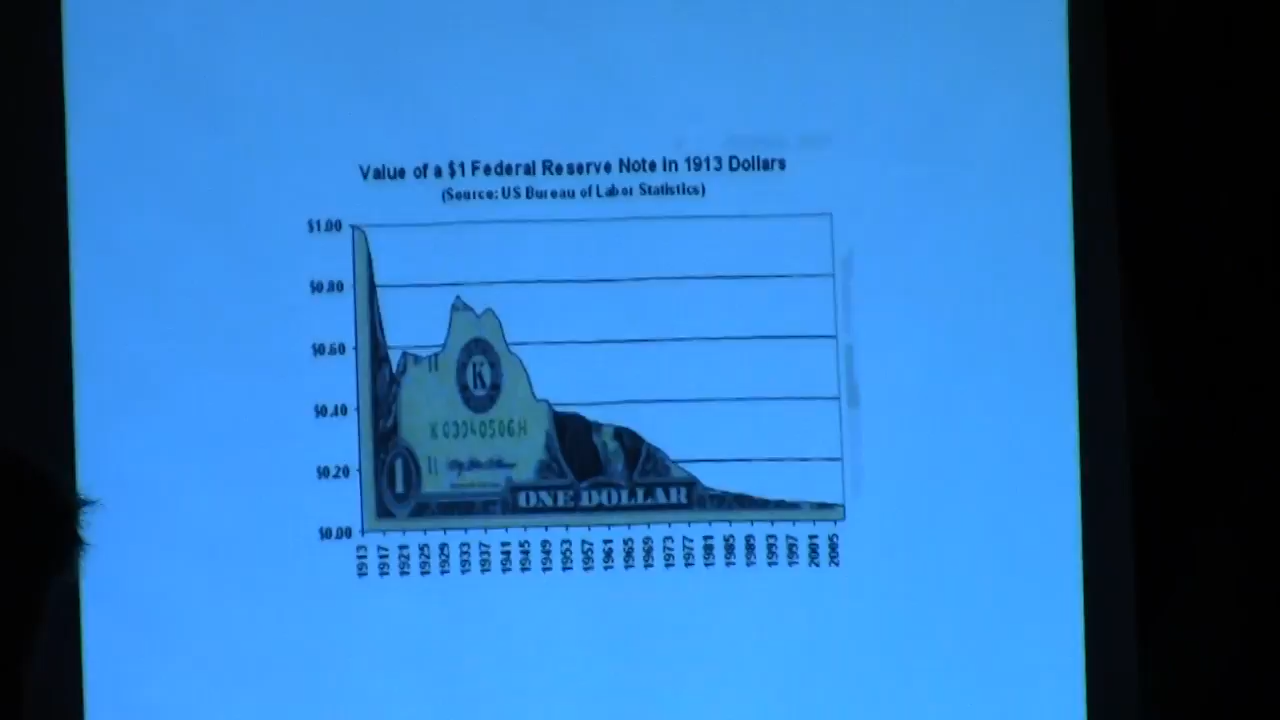 Value of a $1 Federal Reserve Note in 1913 Dollars
(Source: US Bureau of Labor Statistics)
$1.00
$0.80
$0.60
$0.40
$0.20
$0.00
K
1
ONE DOLLAR
1913 1917 1921 1925 1929 1933 1937 1941 1945 1949 1953 1957 1961 1965 1969 1973 1977 1981 1985 1989 1993 1997 2001 2005